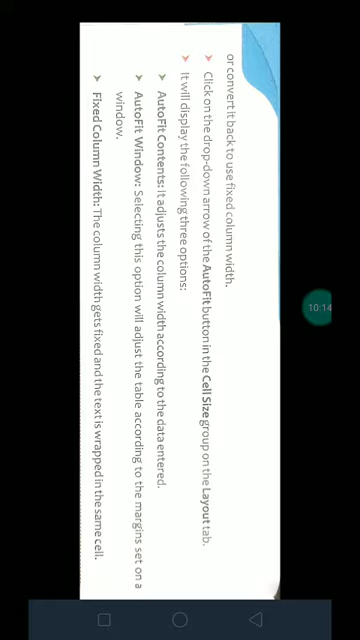 or convert it back to use fixed column width.
➤ Click on the drop-down arrow of the AutoFit button in the Cell Size group on the Layout tab.
➤ It will display the following three options:
➤ AutoFit Contents: It adjusts the column width according to the data entered.
➤ AutoFit Window: Selecting this option will adjust the table according to the margins set on a
window.
➤ Fixed Column Width: The column width gets fixed and the text is wrapped in the same cell.
10:14